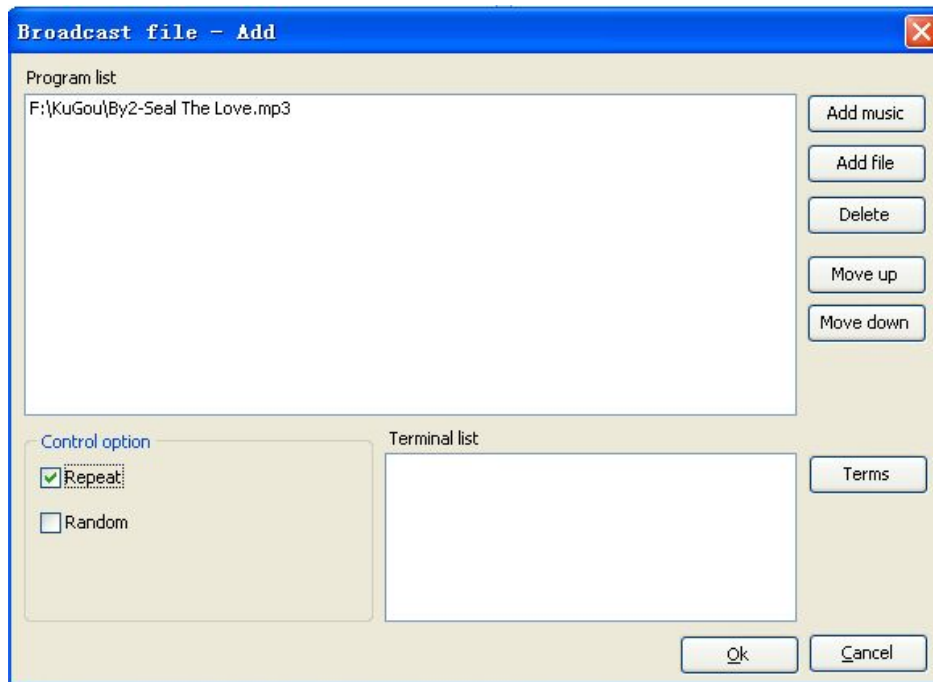 Broadcast file - Add
Program list
F:\KuGou\By2-Seal The Love.mp3
Add music
Add file
Delete
Move up
Move down
Control option
Repeat
Random
Terminal list
Terms
Ok
Cancel